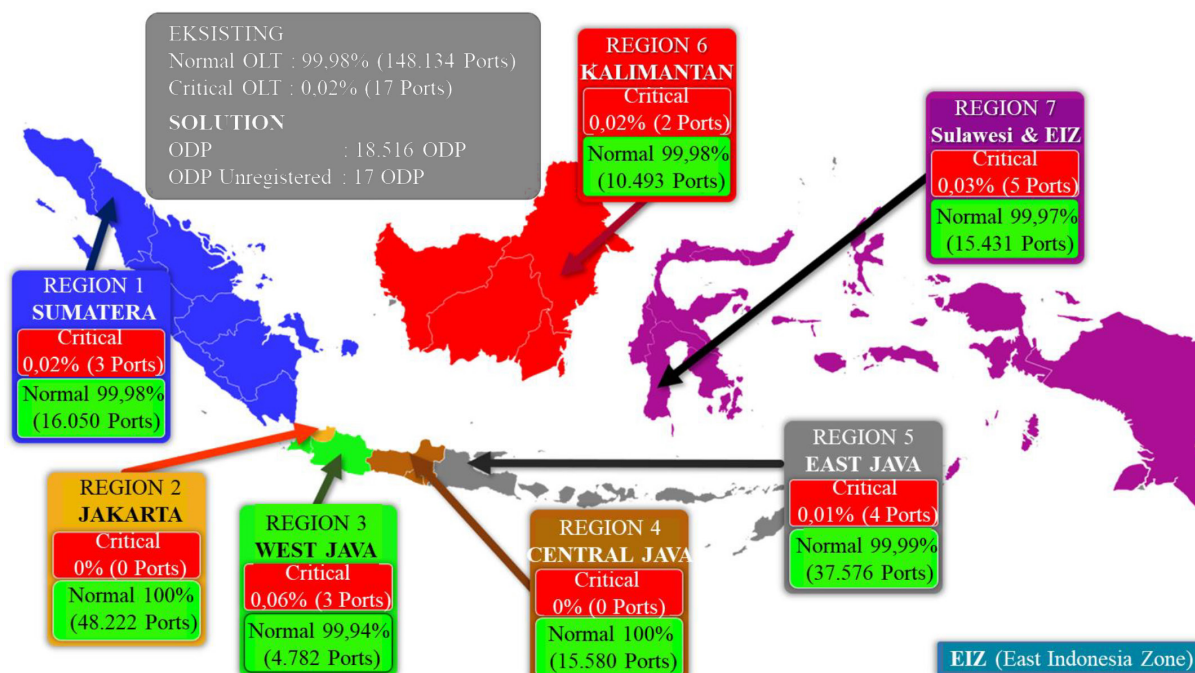 EKSISTING
Normal OLT : 99,98% (148.134 Ports)
Critical OLT : 0,02% (17 Ports)
SOLUTION
ODP : 18.516 ODP
ODP Unregistered : 17 ODP
REGION 6
KALIMANTAN
Critical
0,02% (2 Ports)
Normal 99,98%
(10.493 Ports)
REGION 7
Sulawesi & EIZ
Critical
0,03% (5 Ports)
Normal 99,97%
(15.431 Ports)
REGION 1
SUMATERA
Critical
0,02% (3 Ports)
Normal 99,98%
(16.050 Ports)
REGION 2
JAKARTA
Critical
0% (0 Ports)
Normal 100%
(48.222 Ports)
REGION 3
WEST JAVA
Critical
0,06% (3 Ports)
Normal 99,94%
(4.782 Ports)
REGION 4
CENTRAL JAVA
Critical
0% (0 Ports)
Normal 100%
(15.580 Ports)
REGION 5
EAST JAVA
Critical
0,01% (4 Ports)
Normal 99,99%
(37.576 Ports)
EIZ (East Indonesia Zone)